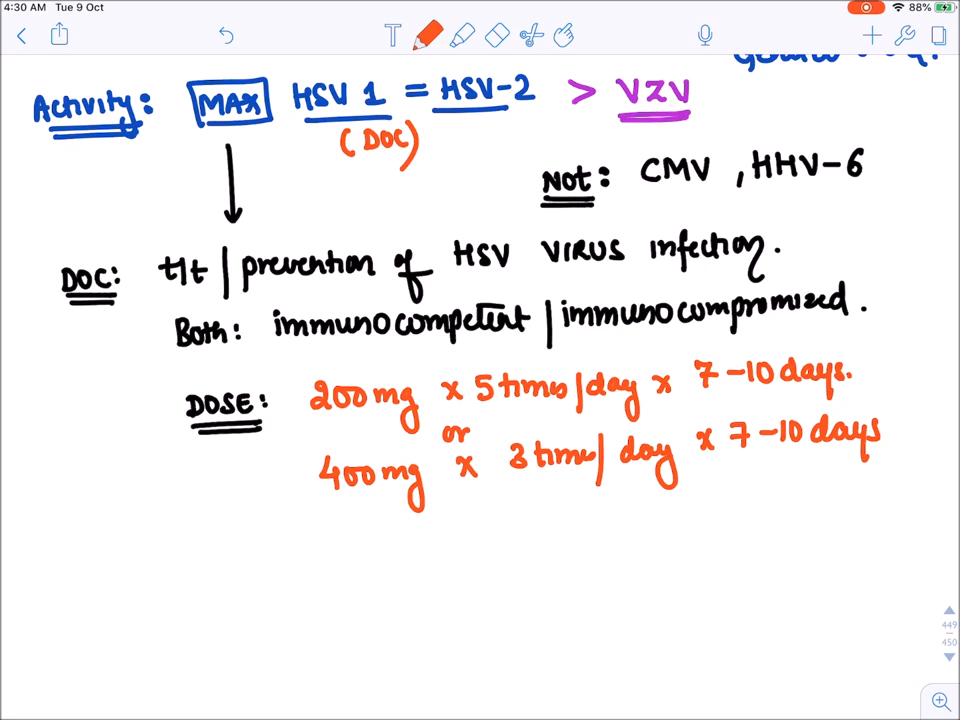 4:30 AM Tue 9 Oct 88%
T
Activity: MAX HSV 1 = HSV-2 > VZV
(DOC)
NOT: CMV , HHV-6
DOC: t/t | prevention of HSV VIRUS infection.
Both: immunocompetent | immunocompromized.
DOSE: 200mg x 5 times/day x 7-10 days.
or
400mg x 3 times/day x 7-10 days
449
450